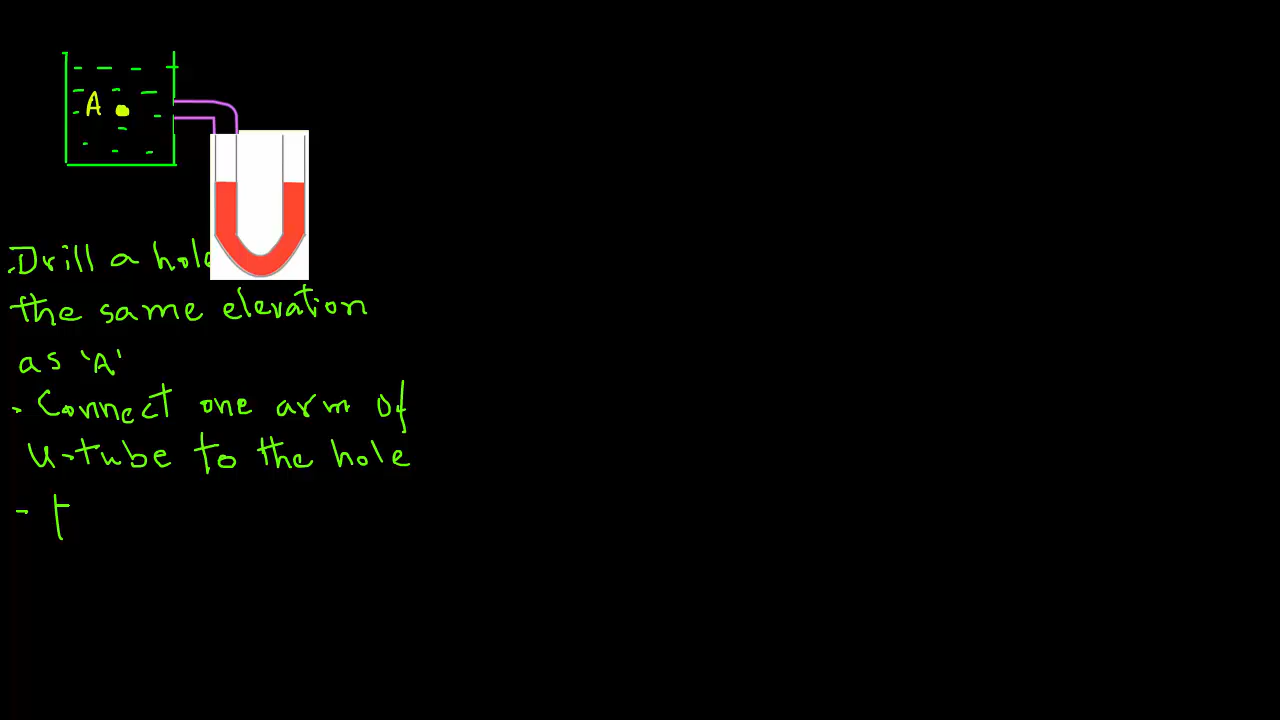 A
.Drill a hole
the same elevation
as 'A'
- Connect one arm of
U-tube to the hole
-